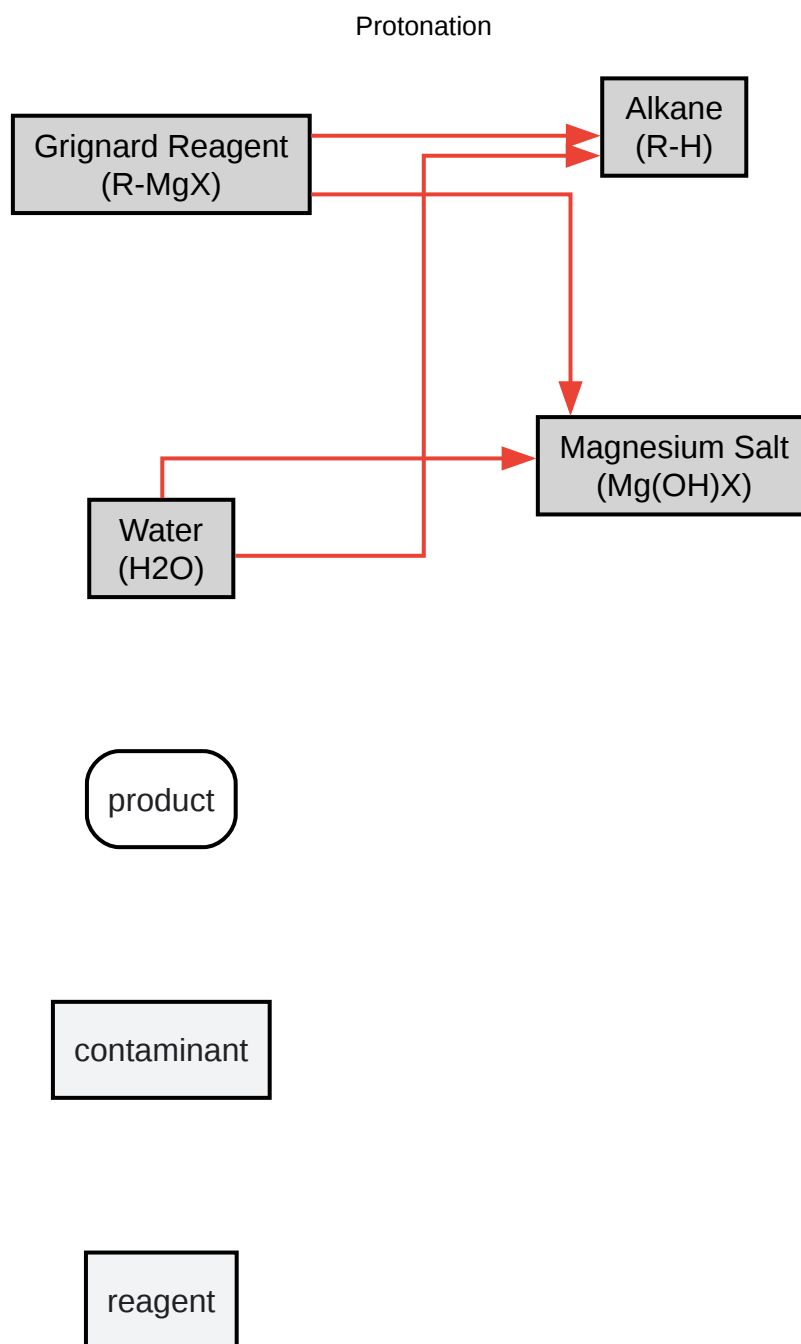 Protonation
Grignard Reagent
(R-MgX)
Alkane
(R-H)
Magnesium Salt
(Mg(OH)X)
Water
(H2O)
product
contaminant
reagent